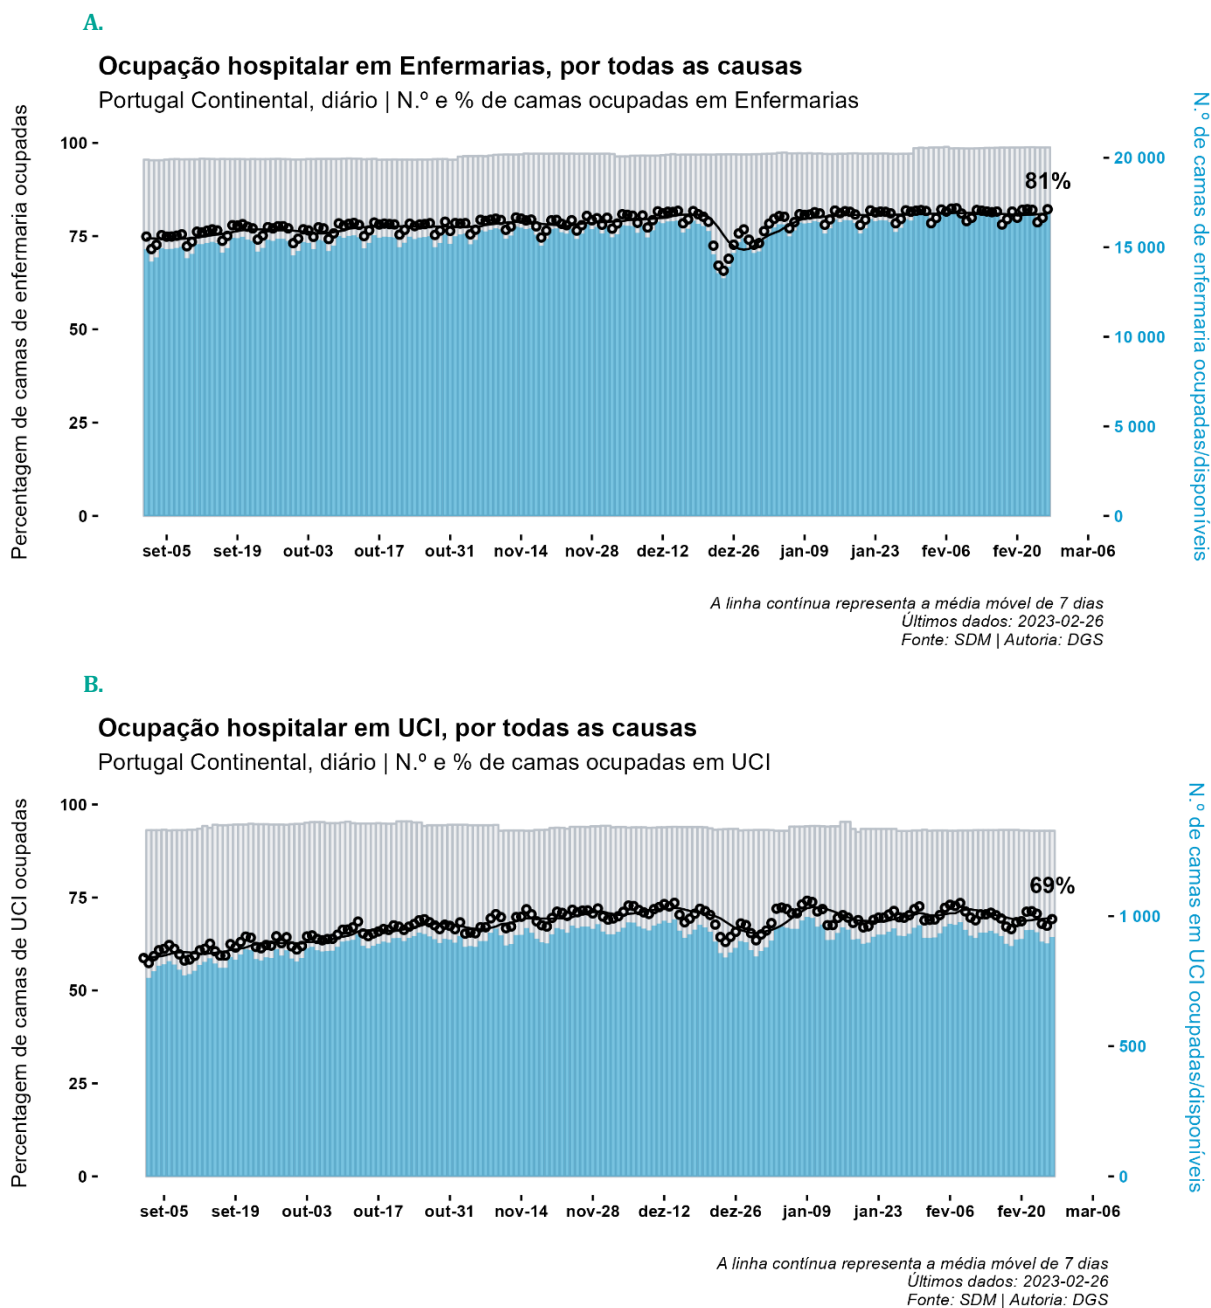 A.
Ocupação hospitalar em Enfermarias, por todas as causas
Portugal Continental, diário | N.º e % de camas ocupadas em Enfermarias
Percentagem de camas de enfermaria ocupadas
100
75
50
25
0
81%
20 000
15 000
10 000
5 000
0
N.º de camas de enfermaria ocupadas/disponíveis
set-05 set-19 out-03 out-17 out-31 nov-14 nov-28 dez-12 dez-26 jan-09 jan-23 fev-06 fev-20 mar-06
A linha contínua representa a média móvel de 7 dias
Últimos dados: 2023-02-26
Fonte: SDM | Autoria: DGS
B.
Ocupação hospitalar em UCI, por todas as causas
Portugal Continental, diário | N.º e % de camas ocupadas em UCI
Percentagem de camas de UCI ocupadas
100
75
50
25
0
69%
1 000
500
0
N.º de camas em UCI ocupadas/disponíveis
set-05 set-19 out-03 out-17 out-31 nov-14 nov-28 dez-12 dez-26 jan-09 jan-23 fev-06 fev-20 mar-06
A linha contínua representa a média móvel de 7 dias
Últimos dados: 2023-02-26
Fonte: SDM | Autoria: DGS